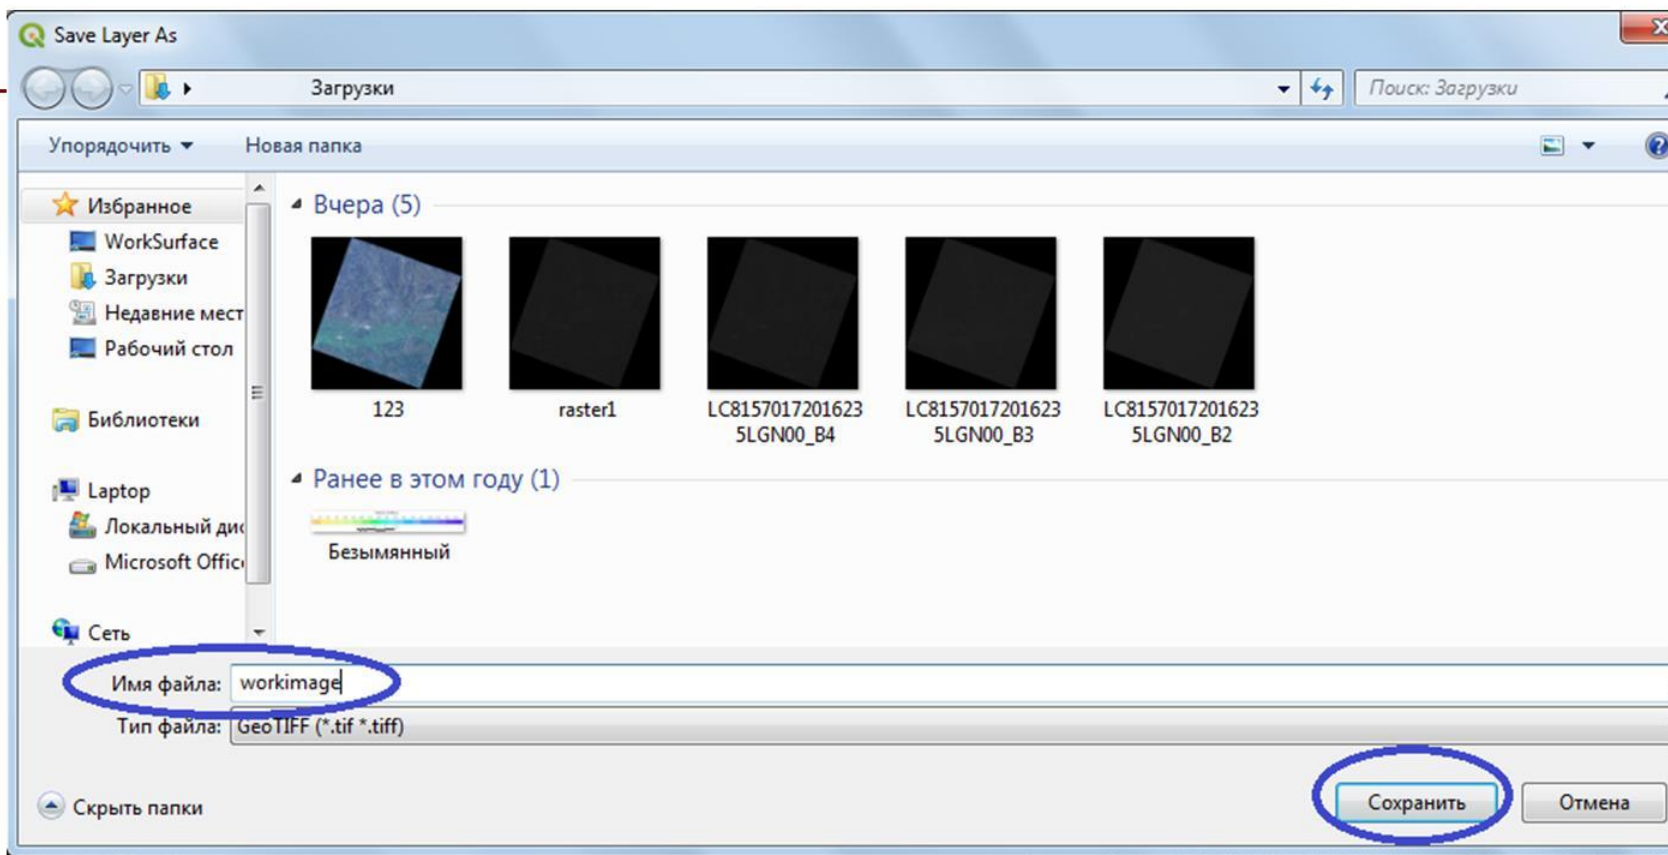 Save Layer As
Загрузки
Поиск: Загрузки
Упорядочить
Новая папка
Избранное
WorkSurface
Загрузки
Недавние мест
Рабочий стол
Библиотеки
Laptop
Локальный дис
Microsoft Office
Сеть
Вчера (5)
123
raster1
LC8157017201623
5LGN00_B4
LC8157017201623
5LGN00_B3
LC8157017201623
5LGN00_B2
Ранее в этом году (1)
Безымянный
Имя файла: workimage
Тип файла: GeoTIFF (*.tif *.tiff)
Скрыть папки
Сохранить
Отмена